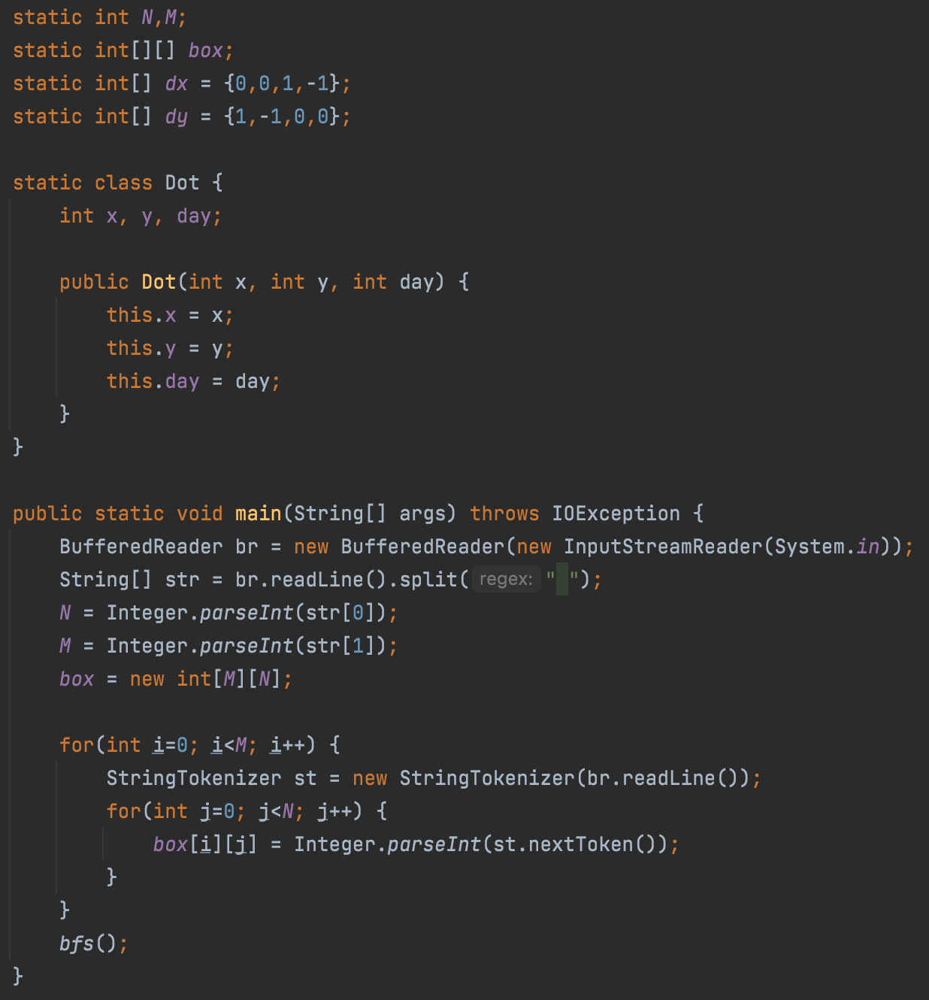 static int N,M;
static int[][] box;
static int[] dx = {0,0,1,-1};
static int[] dy = {1,-1,0,0};
static class Dot {
int x, y, day;
public Dot(int x, int y, int day) {
this.x = x;
this.y = y;
this.day = day;
}
}
public static void main(String[] args) throws IOException {
BufferedReader br = new BufferedReader(new InputStreamReader(System.in));
String[] str = br.readLine().split( regex: " ");
N = Integer.parseInt(str[0]);
M = Integer.parseInt(str[1]);
box = new int[M][N];
for(int i=0; i<M; i++) {
StringTokenizer st = new StringTokenizer(br.readLine());
for(int j=0; j<N; j++) {
box[i][j] = Integer.parseInt(st.nextToken());
}
}
bfs();
}